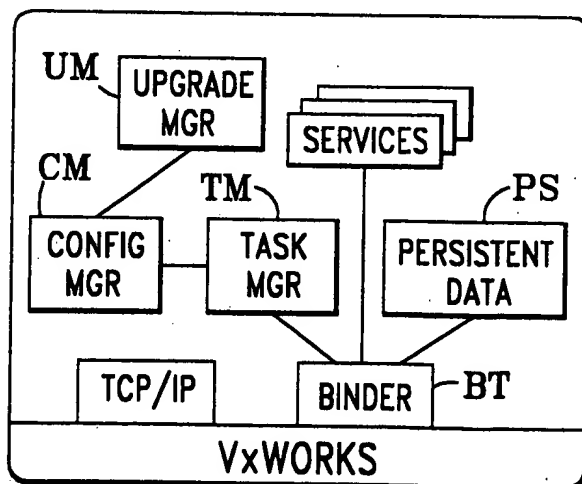 UM
UPGRADE
MGR
SERVICES
CM
TM
PS
CONFIG
MGR
TASK
MGR
PERSISTENT
DATA
TCP/IP
BINDER
BT
VxWORKS